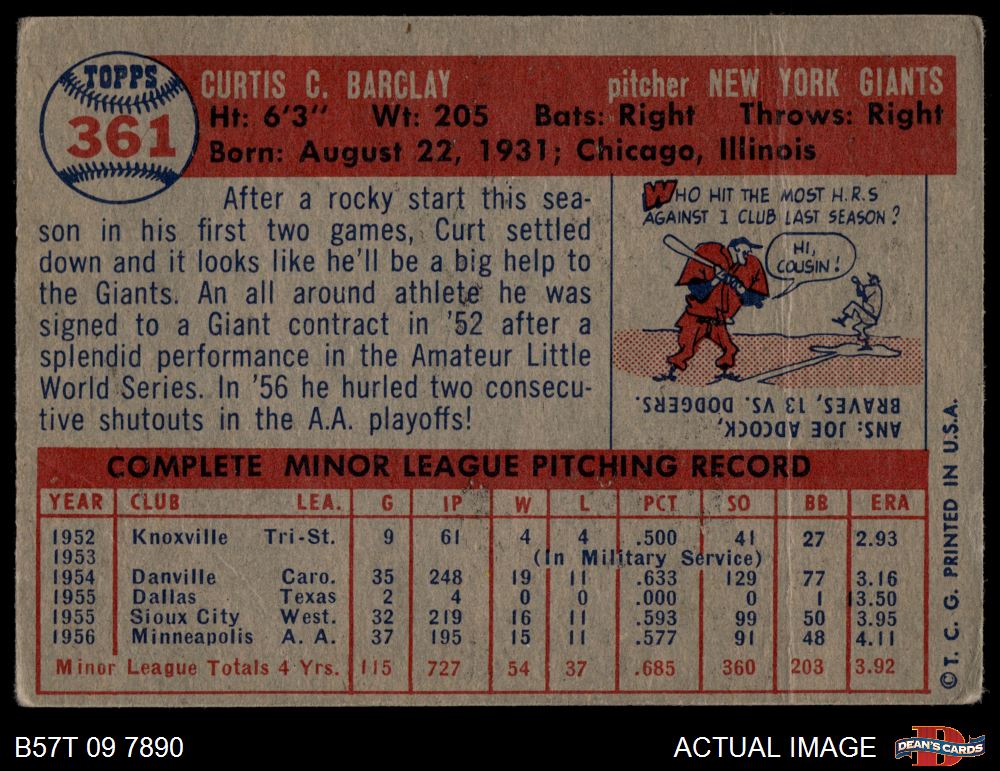 TOPPS
361
CURTIS C. BARCLAY pitcher NEW YORK GIANTS
Ht: 6'3" Wt: 205 Bats: Right Throws: Right
Born: August 22, 1931; Chicago, Illinois
After a rocky start this sea-
son in his first two games, Curt settled
down and it looks like he'll be a big help to
the Giants. An all around athlete he was
signed to a Giant contract in '52 after a
splendid performance in the Amateur Little
World Series. In '56 he hurled two consecu-
tive shutouts in the A.A. playoffs!
WHO HIT THE MOST H.R.S
AGAINST 1 CLUB LAST SEASON?
HI,
COUSIN!
ANS: JOE ADCOCK,
BRAVES, 13 VS. DODGERS.
COMPLETE MINOR LEAGUE PITCHING RECORD
YEAR CLUB LEA. G IP W L PCT SO BB ERA
1952 Knoxville Tri-St. 9 61 4 4 .500 41 27 2.93
1953 (In Military Service)
1954 Danville Caro. 35 248 19 11 .633 129 77 3.16
1955 Dallas Texas 2 4 0 0 .000 0 1 13.50
1955 Sioux City West. 32 219 16 11 .593 99 50 3.95
1956 Minneapolis A. A. 37 195 15 11 .577 91 48 4.11
Minor League Totals 4 Yrs. 115 727 54 37 .685 360 203 3.92
© T. C. G. PRINTED IN U.S.A.
B57T 09 7890 ACTUAL IMAGE
DEAN'S CARDS